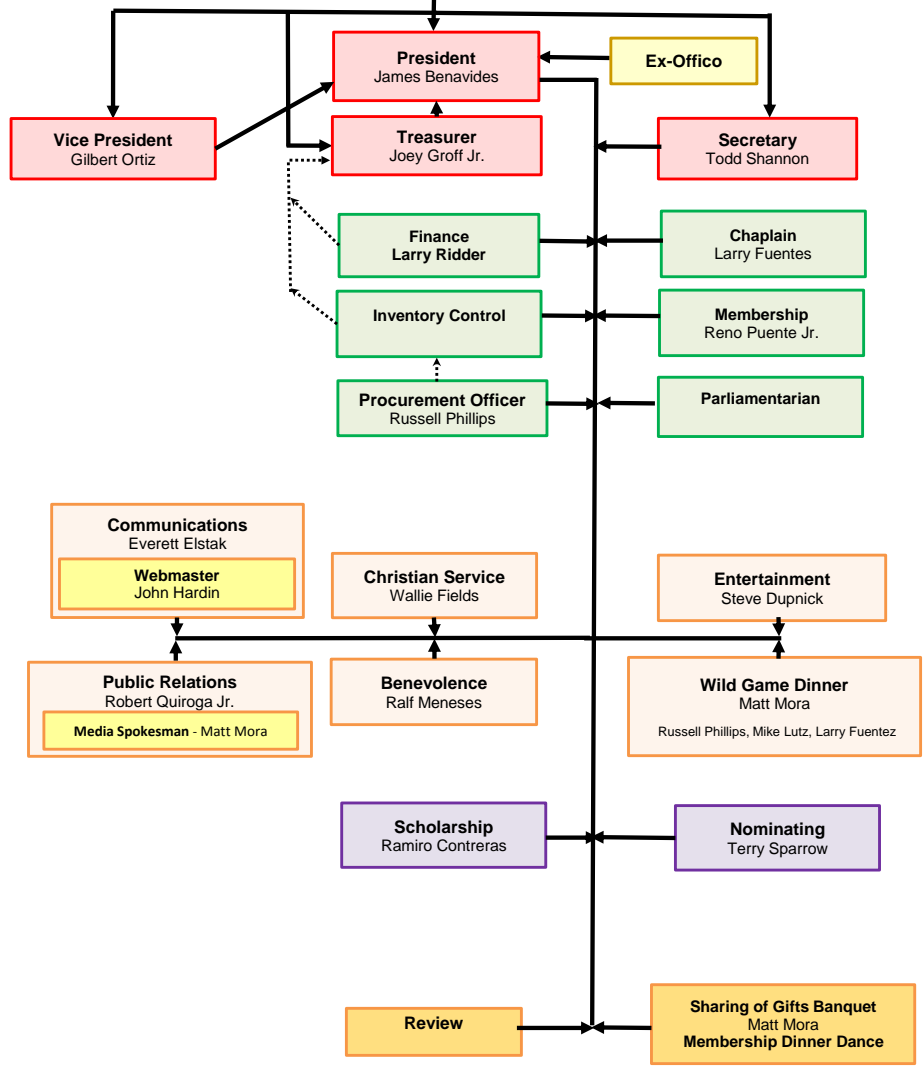 President
James Benavides
Ex-Offico
Vice President
Gilbert Ortiz
Treasurer
Joey Groff Jr.
Secretary
Todd Shannon
Finance
Larry Ridder
Chaplain
Larry Fuentes
Inventory Control
Membership
Reno Puente Jr.
Procurement Officer
Russell Phillips
Parliamentarian
Communications
Everett Elstak
Webmaster
John Hardin
Christian Service
Wallie Fields
Entertainment
Steve Dupnick
Public Relations
Robert Quiroga Jr.
Media Spokesman - Matt Mora
Benevolence
Ralf Meneses
Wild Game Dinner
Matt Mora
Russell Phillips, Mike Lutz, Larry Fuentez
Scholarship
Ramiro Contreras
Nominating
Terry Sparrow
Review
Sharing of Gifts Banquet
Matt Mora
Membership Dinner Dance